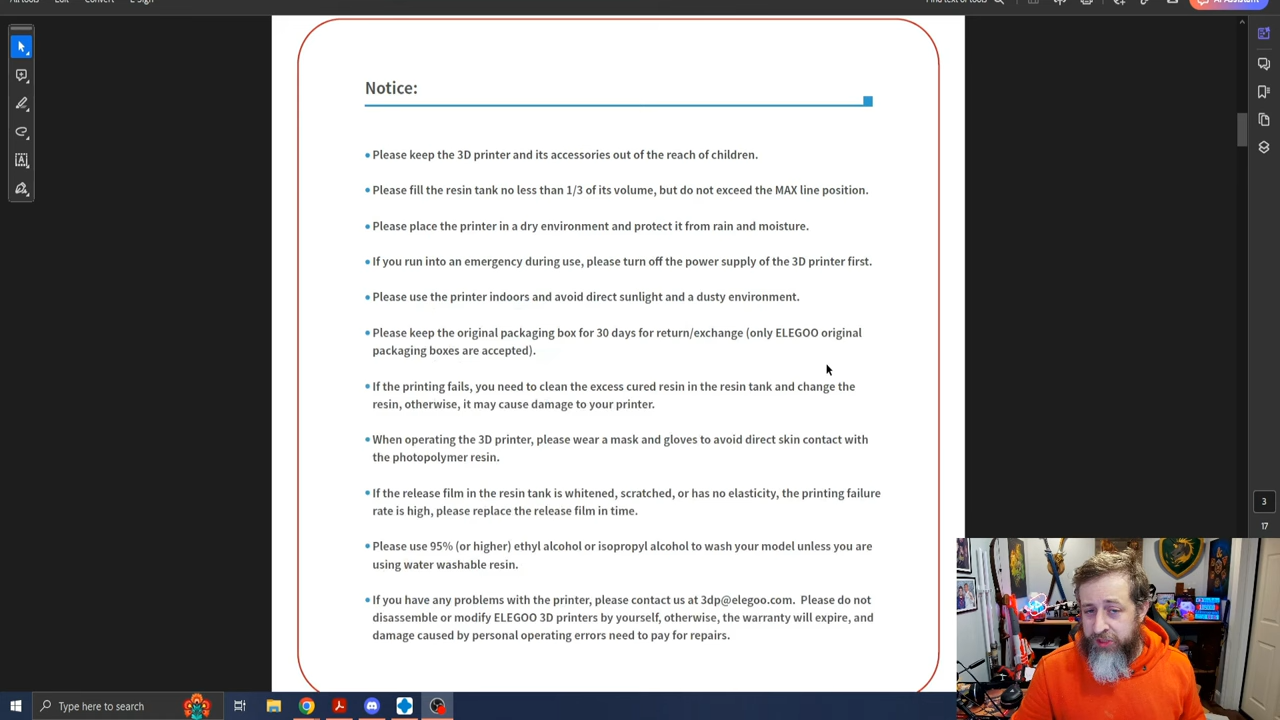 Notice:
Please keep the 3D printer and its accessories out of the reach of children.
Please fill the resin tank no less than 1/3 of its volume, but do not exceed the MAX line position.
Please place the printer in a dry environment and protect it from rain and moisture.
If you run into an emergency during use, please turn off the power supply of the 3D printer first.
Please use the printer indoors and avoid direct sunlight and a dusty environment.
Please keep the original packaging box for 30 days for return/exchange (only ELEGOO original
packaging boxes are accepted).
If the printing fails, you need to clean the excess cured resin in the resin tank and change the
resin, otherwise, it may cause damage to your printer.
When operating the 3D printer, please wear a mask and gloves to avoid direct skin contact with
the photopolymer resin.
If the release film in the resin tank is whitened, scratched, or has no elasticity, the printing failure
rate is high, please replace the release film in time.
Please use 95% (or higher) ethyl alcohol or isopropyl alcohol to wash your model unless you are
using water washable resin.
If you have any problems with the printer, please contact us at 3dp@elegoo.com. Please do not
disassemble or modify ELEGOO 3D printers by yourself, otherwise, the warranty will expire, and
damage caused by personal operating errors need to pay for repairs.
3
17
Type here to search